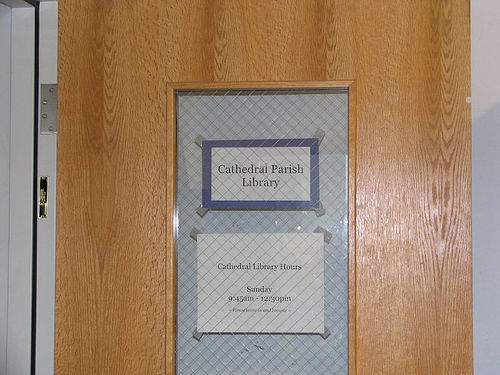 Cathedral Parish
Library
Cathedral Library Hours
Sunday
9:45am - 12:30pm